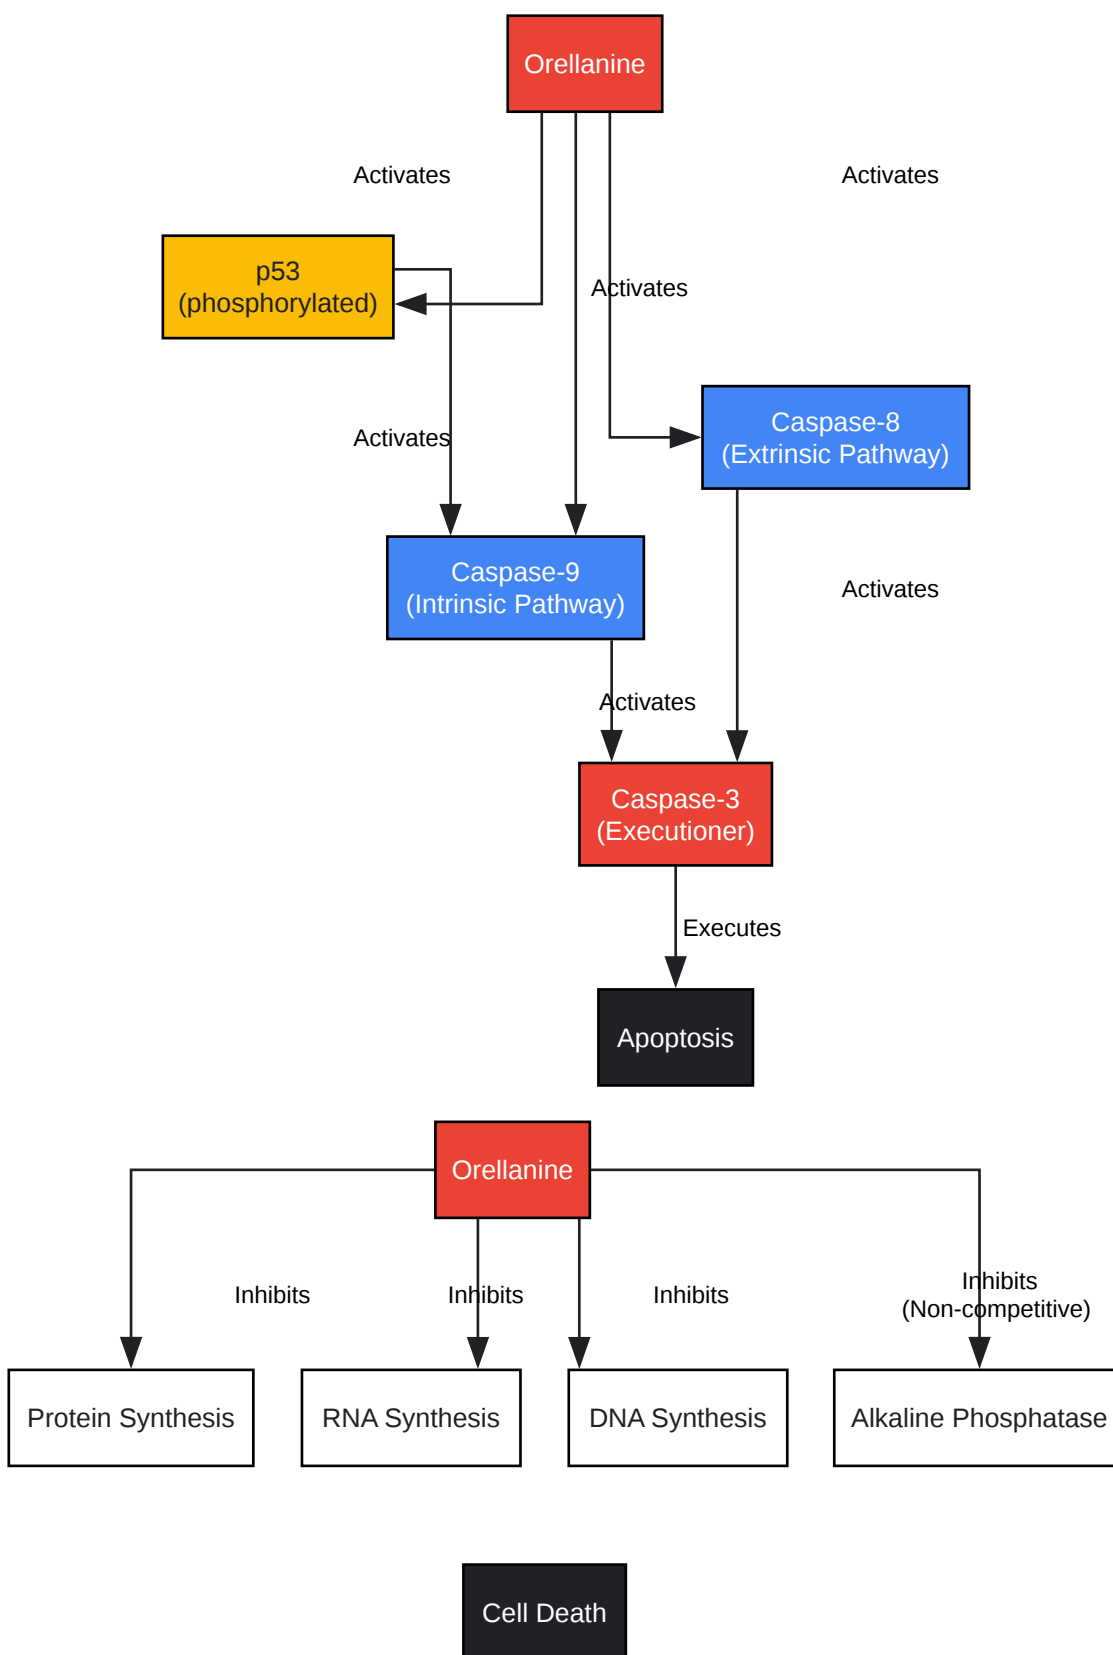 Orellanine
Activates
Activates
p53
(phosphorylated)
Activates
Caspase-8
(Extrinsic Pathway)
Activates
Caspase-9
(Intrinsic Pathway)
Activates
Activates
Caspase-3
(Executioner)
Executes
Apoptosis
Orellanine
Inhibits
Inhibits
Inhibits
Inhibits
(Non-competitive)
Protein Synthesis
RNA Synthesis
DNA Synthesis
Alkaline Phosphatase
Cell Death